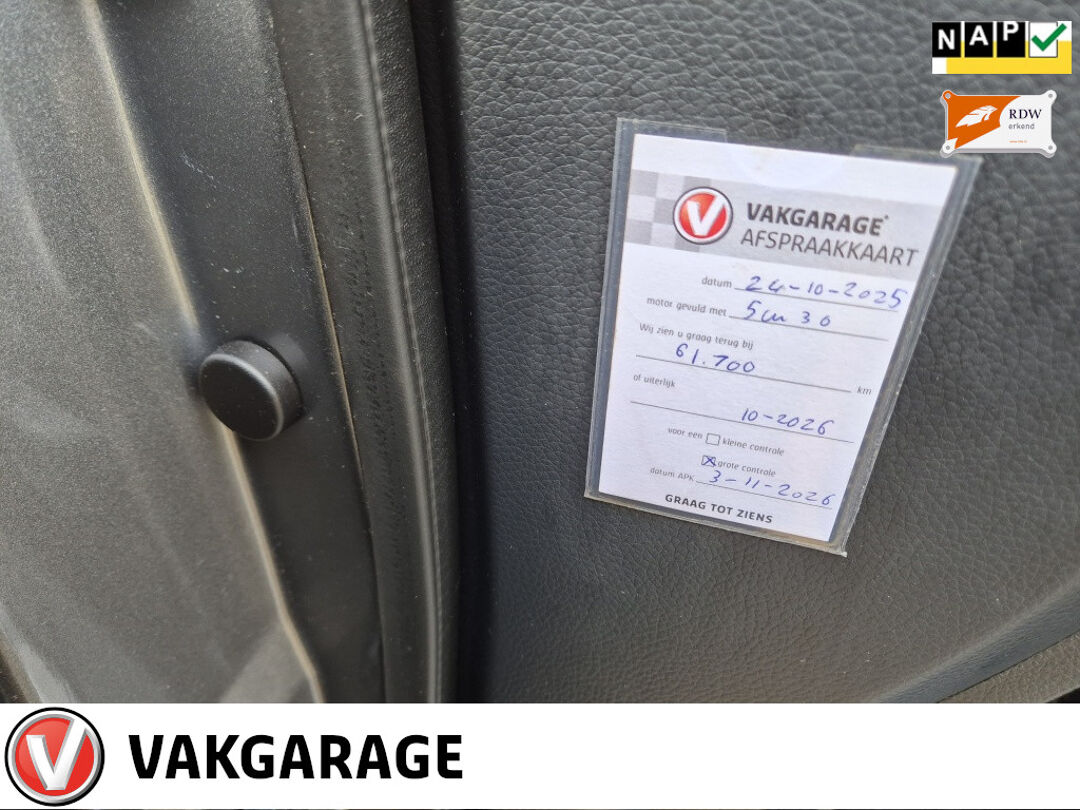 NAP
RDW
erkend
VAKGARAGE
AFSPRAAKKAART
datum 24-10-2025
motor gevuld met 5w30
Wij zien u graag terug bij
61.700 km
of uiterlijk
10-2026
voor een kleine controle
grote controle
datum APK 3-11-2026
GRAAG TOT ZIENS
VAKGARAGE